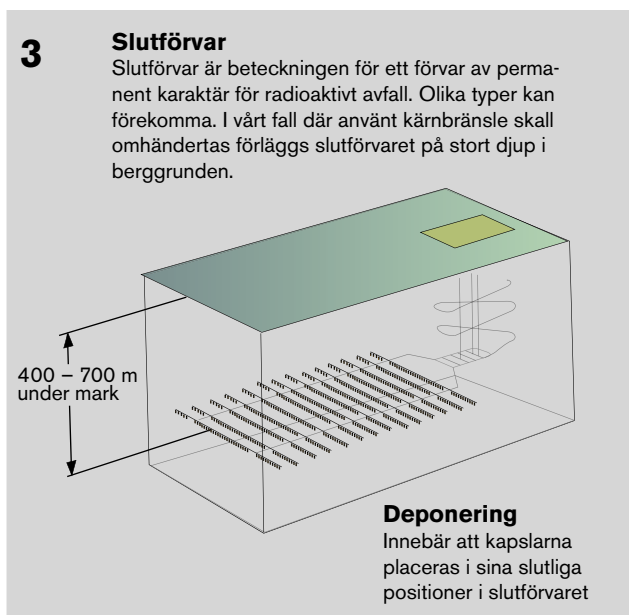 3
Slutförvar
Slutförvar är beteckningen för ett förvar av perma-
nent karaktär för radioaktivt avfall. Olika typer kan
förekomma. I vårt fall där använt kärnbränsle skall
omhändertas förläggs slutförvaret på stort djup i
berggrunden.
400 – 700 m
under mark
Deponering
Innebär att kapslarna
placeras i sina slutliga
positioner i slutförvaret